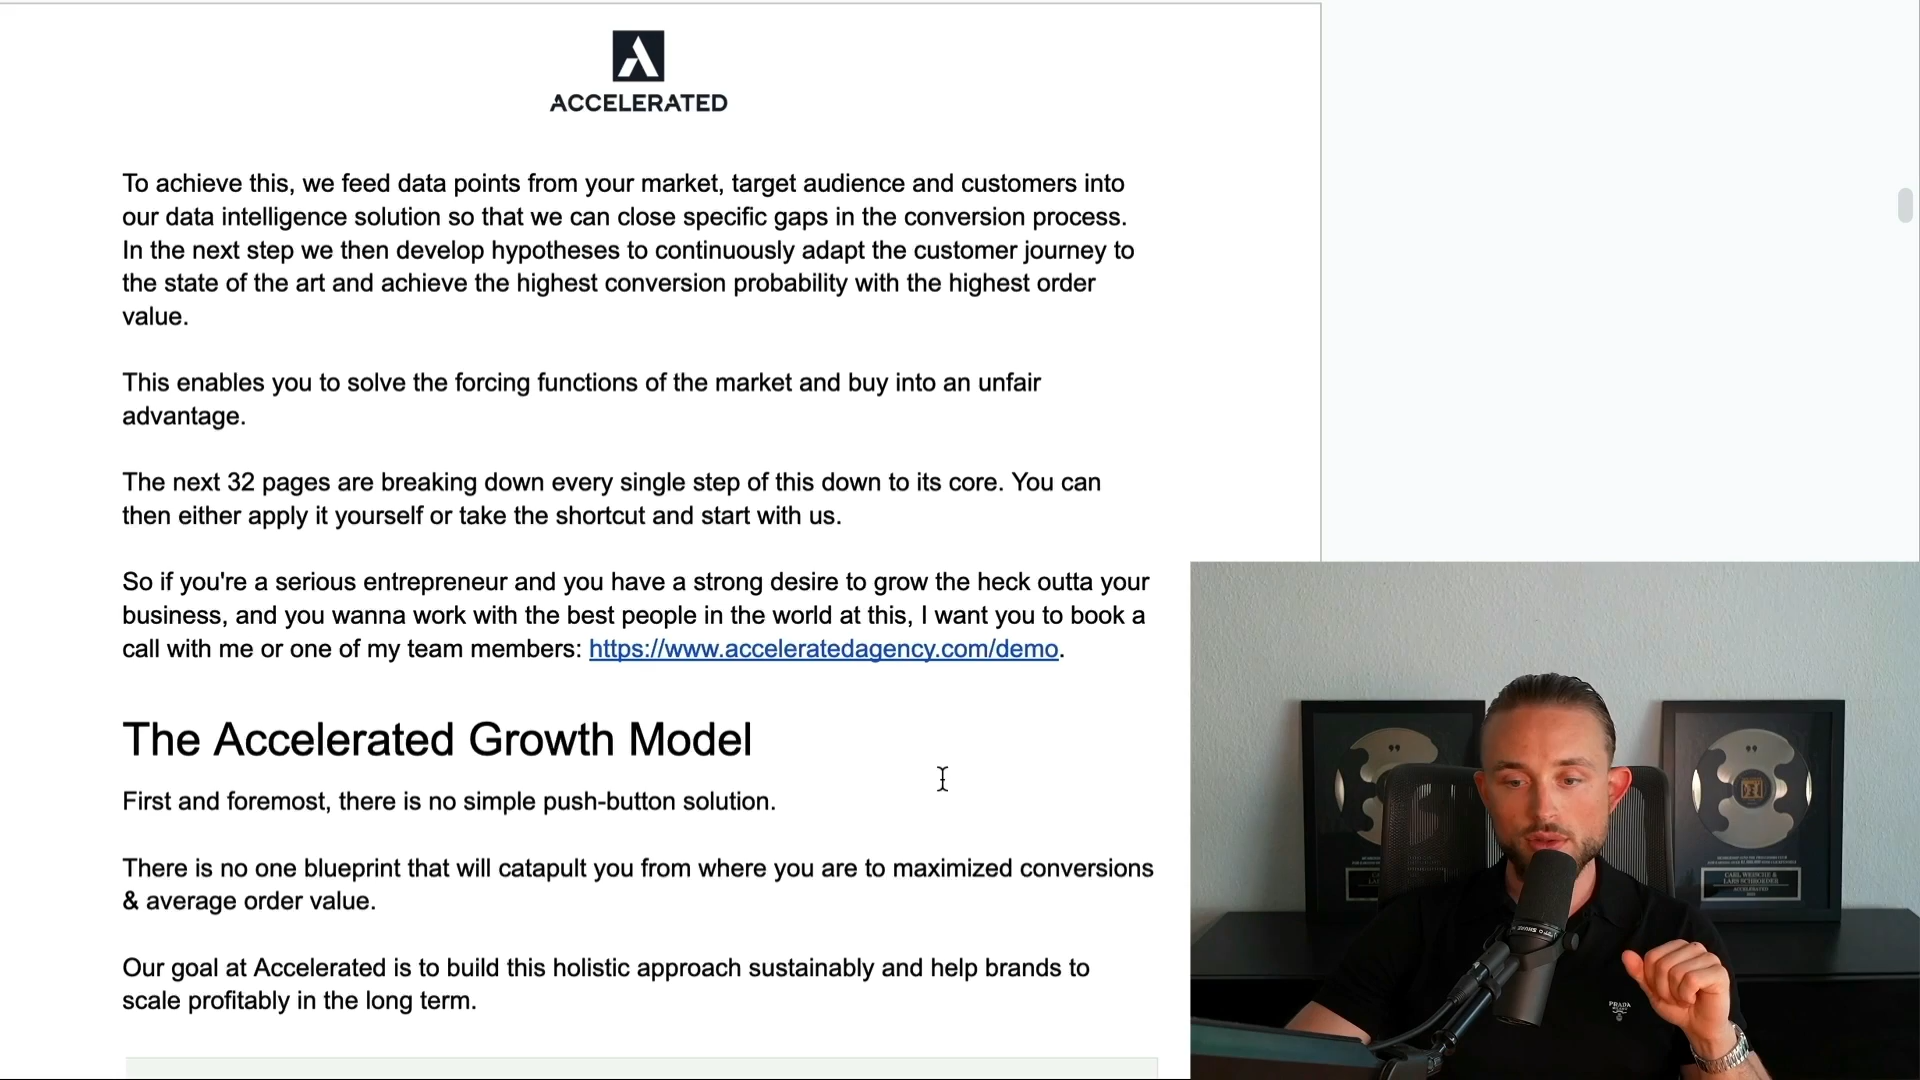 ACCELERATED
To achieve this, we feed data points from your market, target audience and customers into
our data intelligence solution so that we can close specific gaps in the conversion process.
In the next step we then develop hypotheses to continuously adapt the customer journey to
the state of the art and achieve the highest conversion probability with the highest order
value.
This enables you to solve the forcing functions of the market and buy into an unfair
advantage.
The next 32 pages are breaking down every single step of this down to its core. You can
then either apply it yourself or take the shortcut and start with us.
So if you're a serious entrepreneur and you have a strong desire to grow the heck outta your
business, and you wanna work with the best people in the world at this, I want you to book a
call with me or one of my team members: https://www.acceleratedagency.com/demo.
The Accelerated Growth Model
First and foremost, there is no simple push-button solution.
There is no one blueprint that will catapult you from where you are to maximized conversions
& average order value.
Our goal at Accelerated is to build this holistic approach sustainably and help brands to
scale profitably in the long term.
CARL WEISCHE &
LARS SCHROEDER
ACCELERATED
SHURE
PRADA